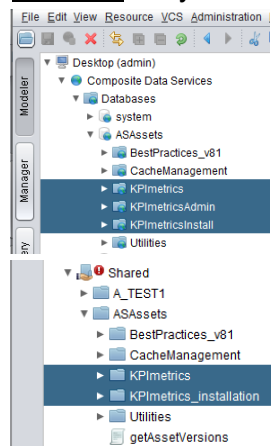 File Edit View Resource VCS Administration
Modeler
Manager
Desktop (admin)
Composite Data Services
Databases
system
ASAssets
BestPractices_v81
CacheManagement
KPImetrics
KPImetricsAdmin
KPImetricsInstall
Utilities
Shared
A_TEST1
ASAssets
BestPractices_v81
CacheManagement
KPImetrics
KPImetrics_installation
Utilities
getAssetVersions